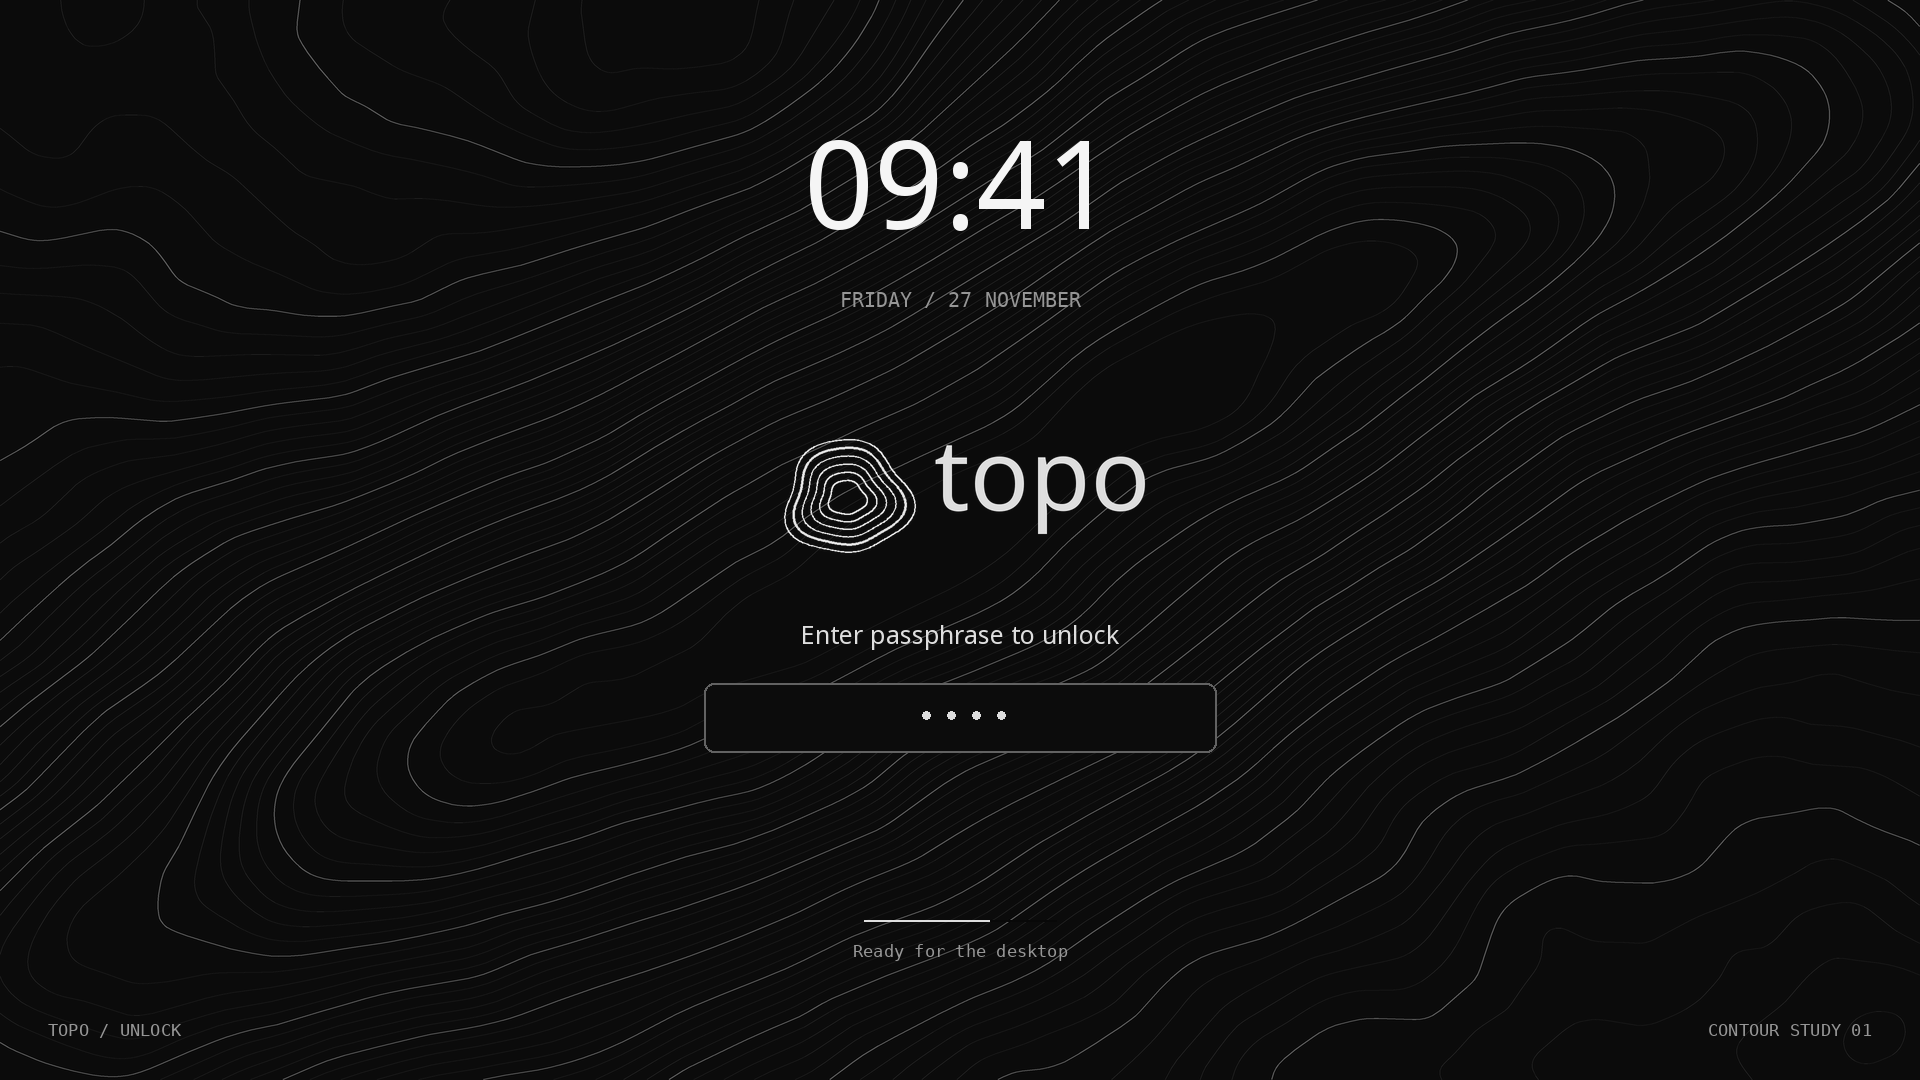 09:41
FRIDAY / 27 NOVEMBER
topo
Enter passphrase to unlock
Ready for the desktop
TOPO / UNLOCK
CONTOUR STUDY 01